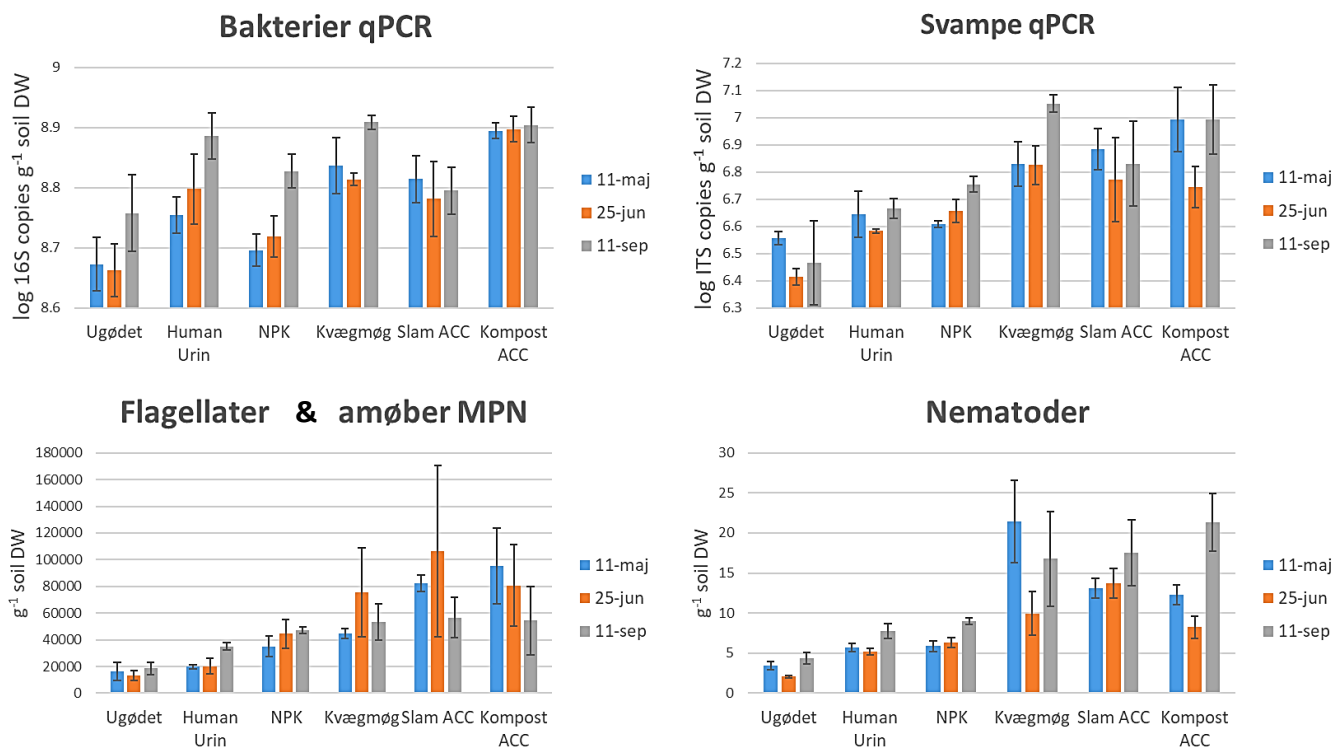 Bakterier qPCR
log 16S copies g⁻¹ soil DW
9
8.9
8.8
8.7
8.6
Ugødet
Human Urin
NPK
Kvægmøg
Slam ACC
Kompost ACC
11-maj
25-jun
11-sep
Svampe qPCR
log ITS copies g⁻¹ soil DW
7.2
7.1
7
6.9
6.8
6.7
6.6
6.5
6.4
6.3
Ugødet
Human Urin
NPK
Kvægmøg
Slam ACC
Kompost ACC
11-maj
25-jun
11-sep
Flagellater & amøber MPN
g⁻¹ soil DW
180000
160000
140000
120000
100000
80000
60000
40000
20000
0
Ugødet
Human Urin
NPK
Kvægmøg
Slam ACC
Kompost ACC
11-maj
25-jun
11-sep
Nematoder
g⁻¹ soil DW
30
25
20
15
10
5
0
Ugødet
Human Urin
NPK
Kvægmøg
Slam ACC
Kompost ACC
11-maj
25-jun
11-sep